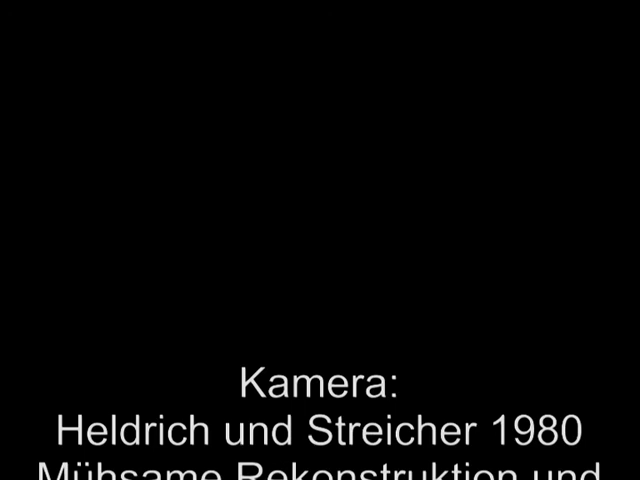 Kamera:
Heldrich und Streicher 1980
Mühsame Rekonstruktion und